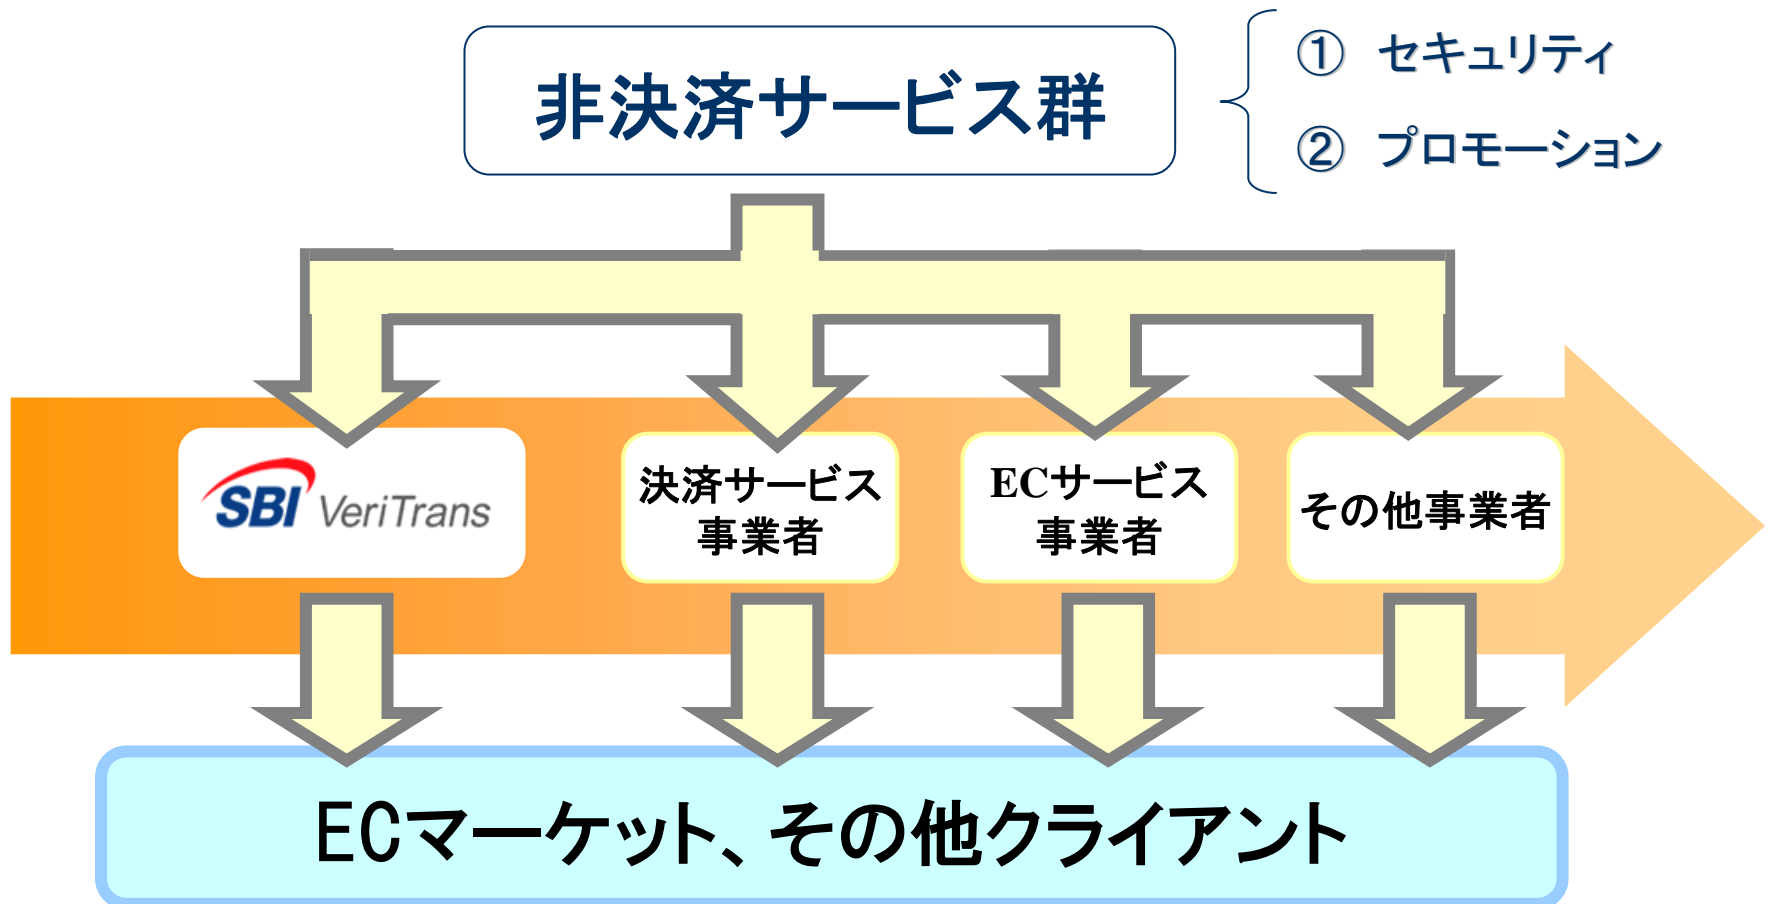 非決済サービス群
① セキュリティ
② プロモーション
SBI VeriTrans
決済サービス
事業者
ECサービス
事業者
その他事業者
ECマーケット、その他クライアント